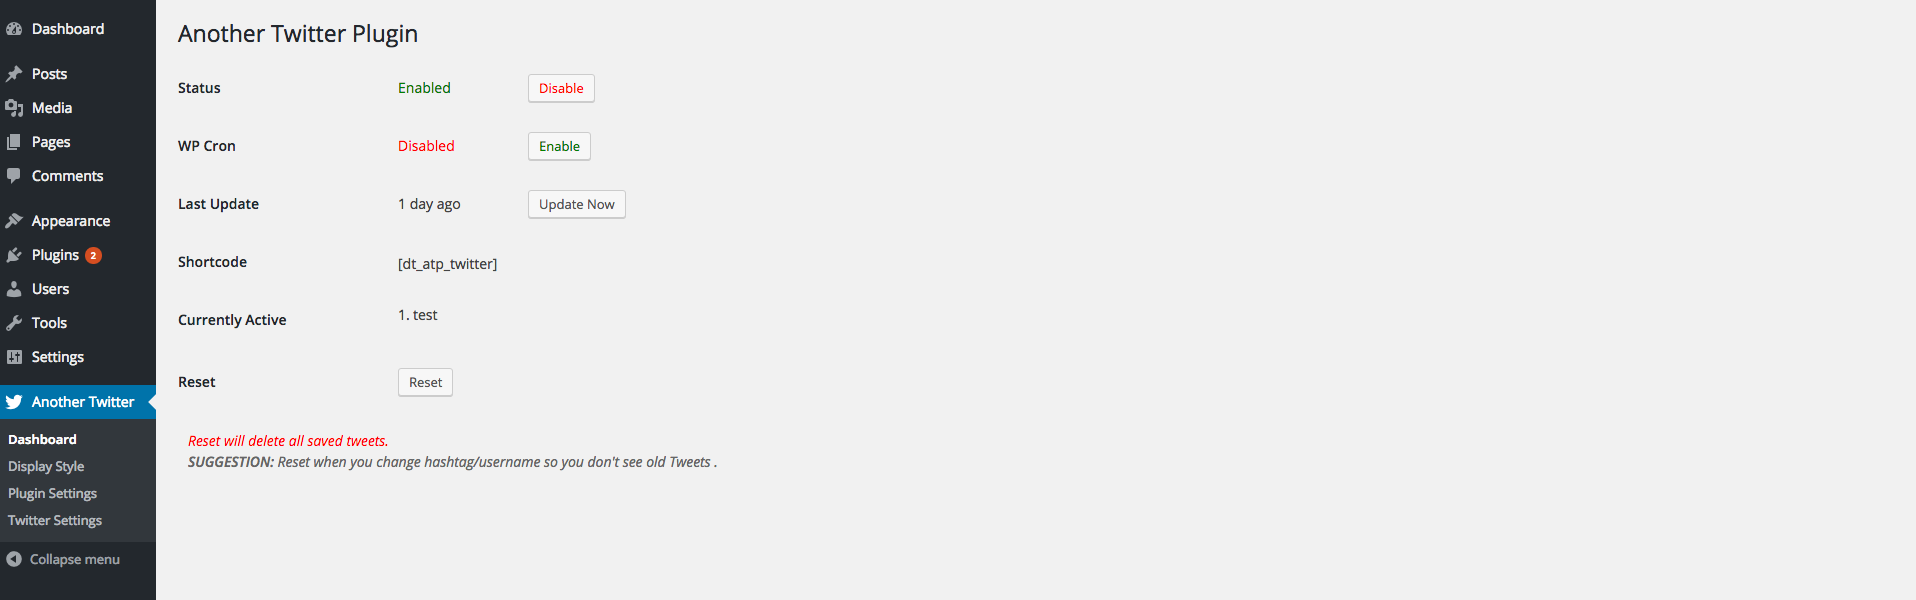 Dashboard
Posts
Media
Pages
Comments
Appearance
Plugins 2
Users
Tools
Settings
Another Twitter
Dashboard
Display Style
Plugin Settings
Twitter Settings
Collapse menu
Another Twitter Plugin
Status Enabled Disable
WP Cron Disabled Enable
Last Update 1 day ago Update Now
Shortcode [dt_atp_twitter]
Currently Active 1. test
Reset Reset
Reset will delete all saved tweets.
SUGGESTION: Reset when you change hashtag/username so you don't see old Tweets .